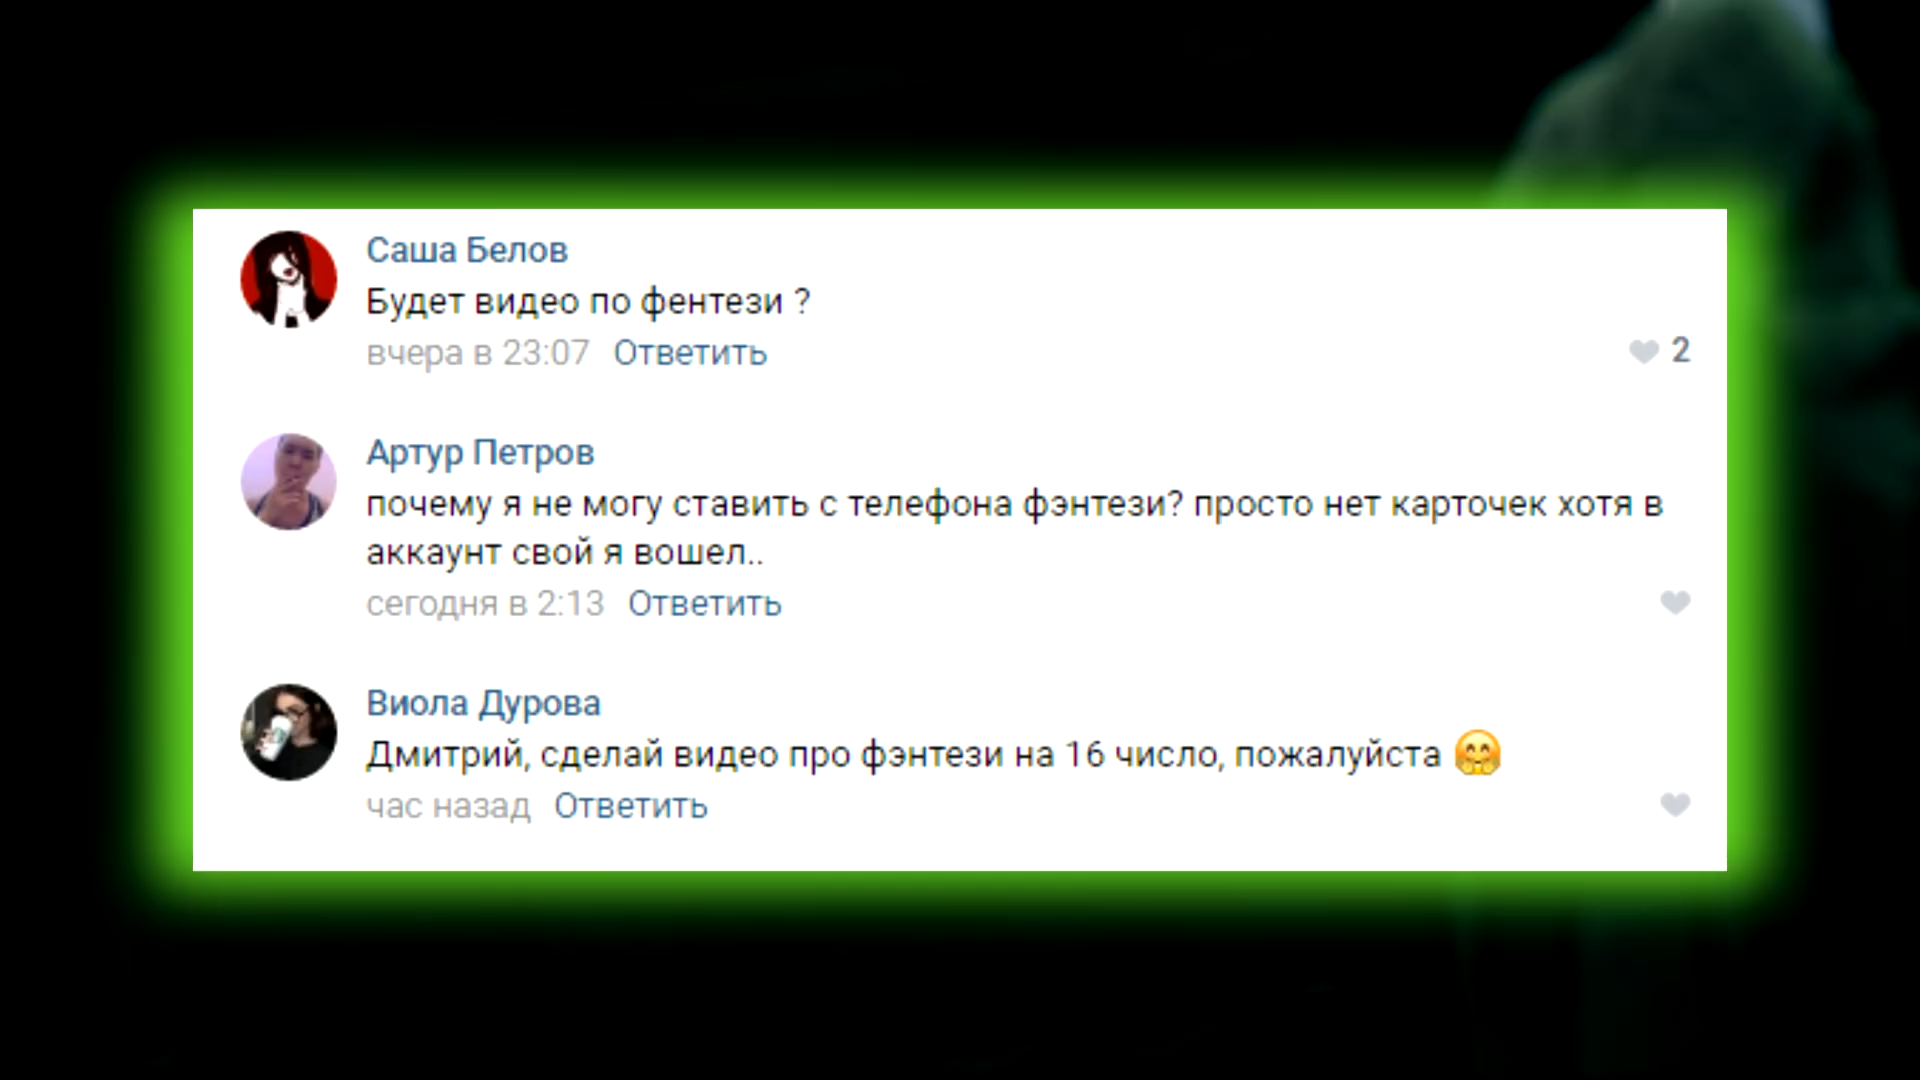 Саша Белов
Будет видео по фентези ?
вчера в 23:07 Ответить
2
Артур Петров
почему я не могу ставить с телефона фэнтези? просто нет карточек хотя в
аккаунт свой я вошел..
сегодня в 2:13 Ответить
Виола Дурова
Дмитрий, сделай видео про фэнтези на 16 число, пожалуйста 🤗
час назад Ответить